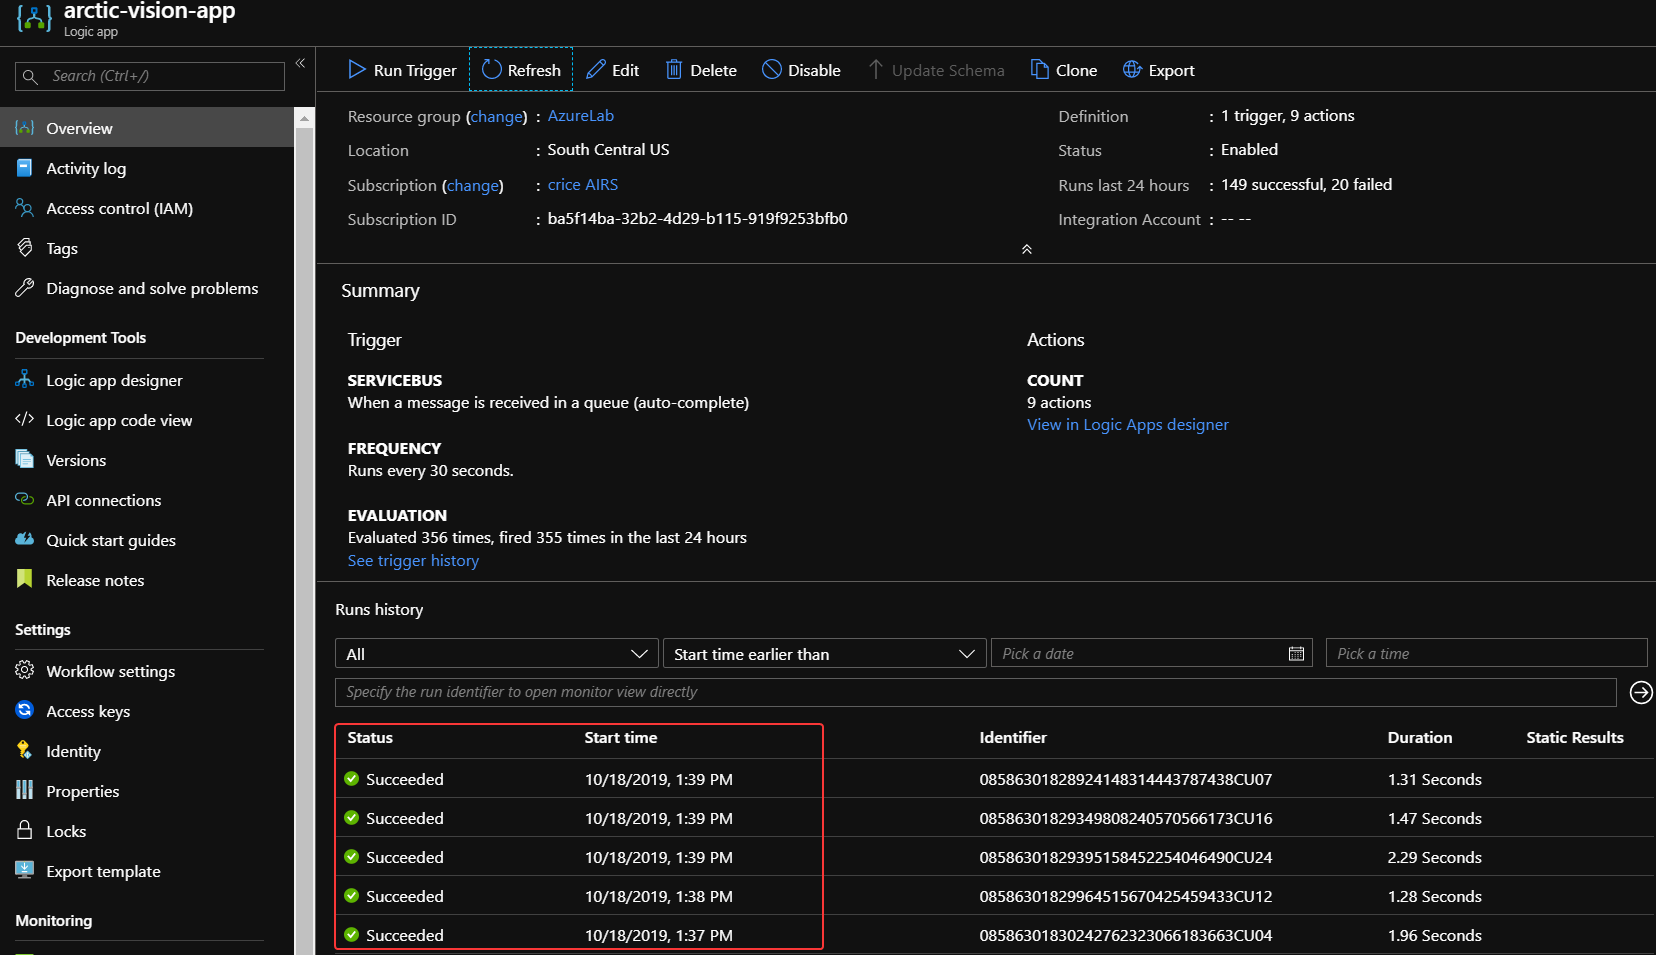 arctic-vision-app
Logic app
Search (Ctrl+/)
«
Overview
Activity log
Access control (IAM)
Tags
Diagnose and solve problems
Development Tools
Logic app designer
Logic app code view
Versions
API connections
Quick start guides
Release notes
Settings
Workflow settings
Access keys
Identity
Properties
Locks
Export template
Monitoring
Run Trigger Refresh Edit Delete Disable Update Schema Clone Export
Resource group (change) : AzureLab
Location : South Central US
Subscription (change) : crice AIRS
Subscription ID : ba5f14ba-32b2-4d29-b115-919f9253bfb0
Definition : 1 trigger, 9 actions
Status : Enabled
Runs last 24 hours : 149 successful, 20 failed
Integration Account : -- --
Summary
Trigger
SERVICEBUS
When a message is received in a queue (auto-complete)
FREQUENCY
Runs every 30 seconds.
EVALUATION
Evaluated 356 times, fired 355 times in the last 24 hours
See trigger history
Actions
COUNT
9 actions
View in Logic Apps designer
Runs history
All Start time earlier than Pick a date Pick a time
Specify the run identifier to open monitor view directly
Status Start time Identifier Duration Static Results
Succeeded 10/18/2019, 1:39 PM 08586301828924148314443787438CU07 1.31 Seconds
Succeeded 10/18/2019, 1:39 PM 08586301829349808240570566173CU16 1.47 Seconds
Succeeded 10/18/2019, 1:39 PM 08586301829395158452254046490CU24 2.29 Seconds
Succeeded 10/18/2019, 1:38 PM 08586301829964515670425459433CU12 1.28 Seconds
Succeeded 10/18/2019, 1:37 PM 08586301830242762323066183663CU04 1.96 Seconds